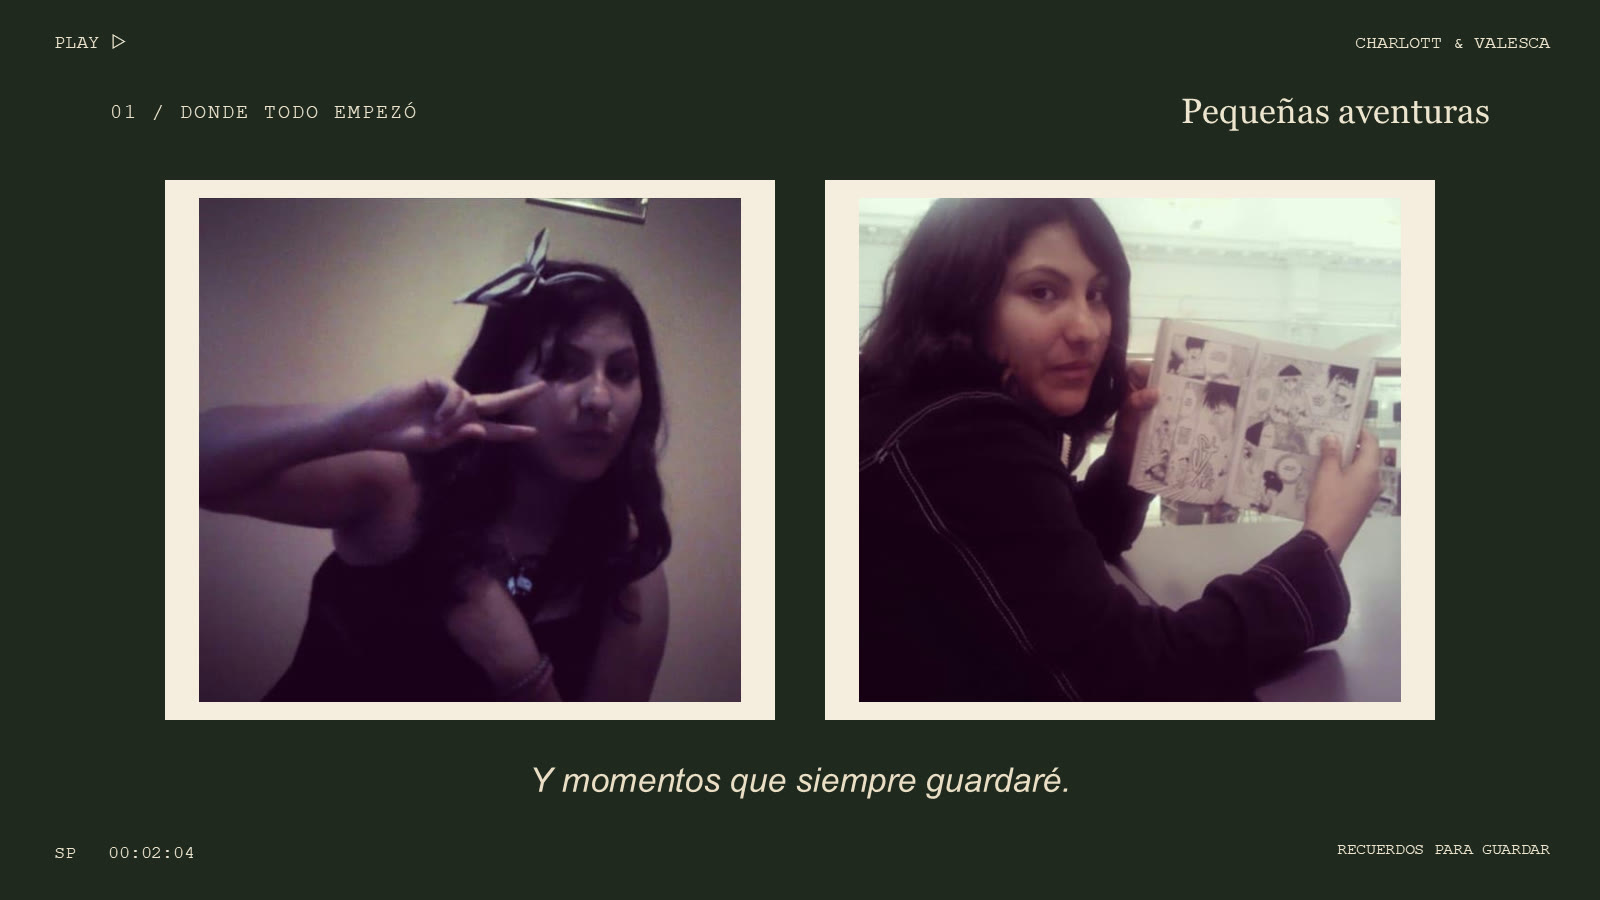 PLAY ▷
CHARLOTT & VALESCA
01 / DONDE TODO EMPEZÓ
Pequeñas aventuras
Y momentos que siempre guardaré.
SP 00:02:04
RECUERDOS PARA GUARDAR